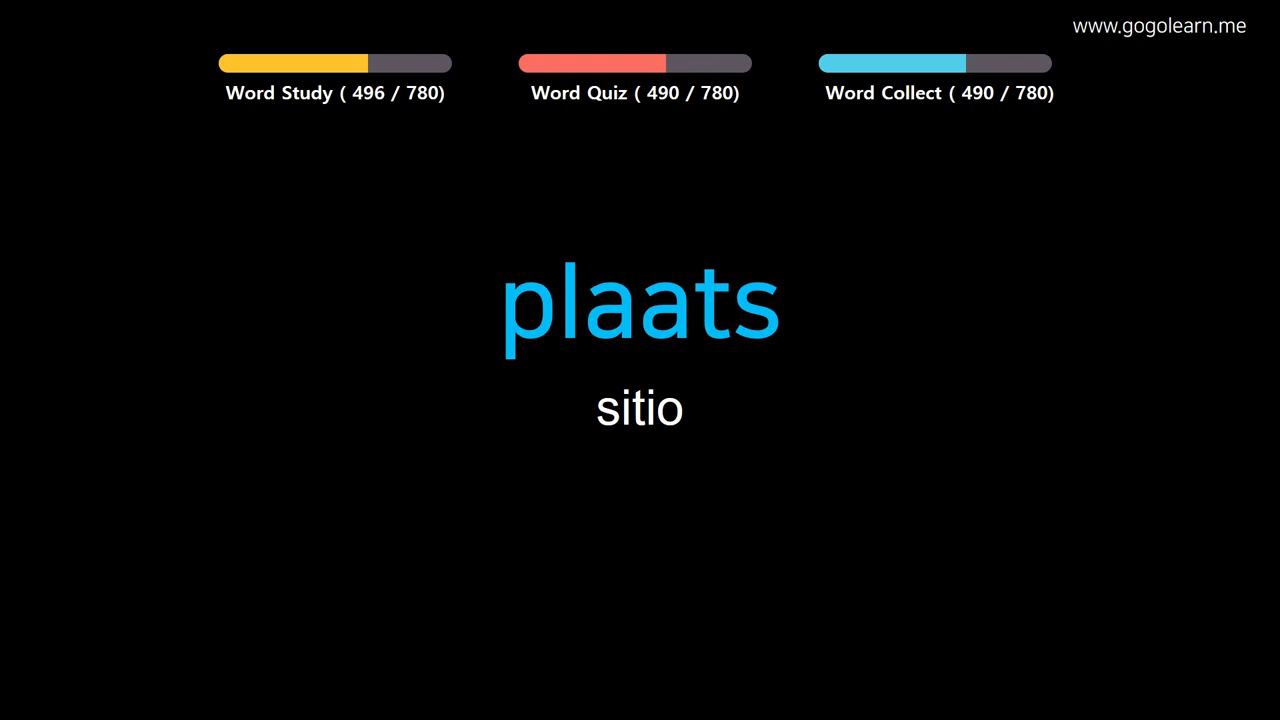 www.gogolearn.me
Word Study ( 496 / 780)
Word Quiz ( 490 / 780)
Word Collect ( 490 / 780)
plaats
sitio